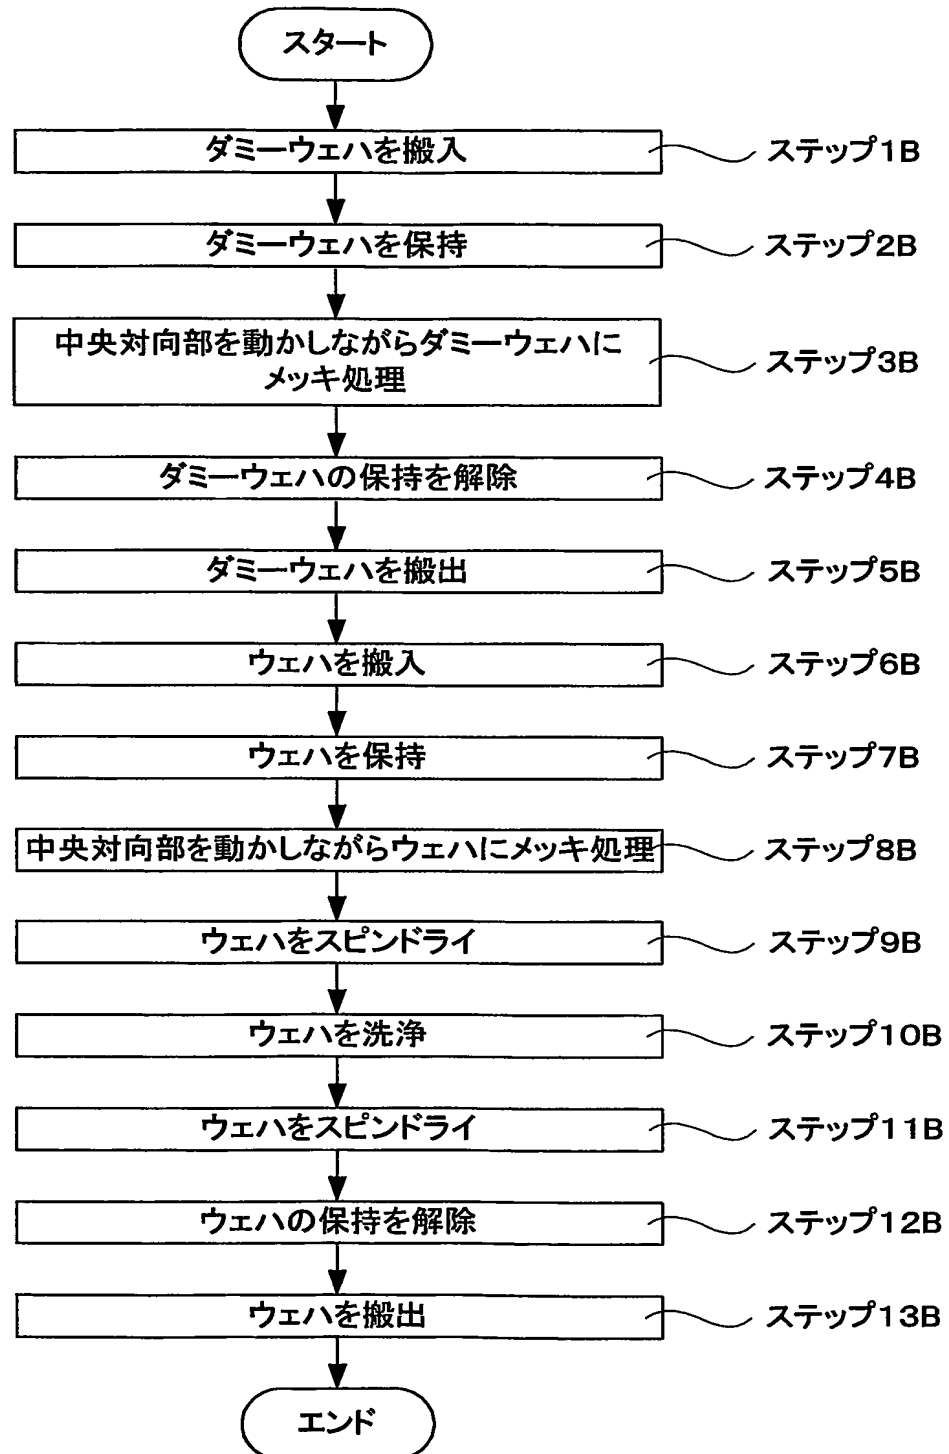 スタート
ダミーウェハを搬入
ステップ1B
ダミーウェハを保持
ステップ2B
中央対向部を動かしながらダミーウェハに
メッキ処理
ステップ3B
ダミーウェハの保持を解除
ステップ4B
ダミーウェハを搬出
ステップ5B
ウェハを搬入
ステップ6B
ウェハを保持
ステップ7B
中央対向部を動かしながらウェハにメッキ処理
ステップ8B
ウェハをスピンドライ
ステップ9B
ウェハを洗浄
ステップ10B
ウェハをスピンドライ
ステップ11B
ウェハの保持を解除
ステップ12B
ウェハを搬出
ステップ13B
エンド